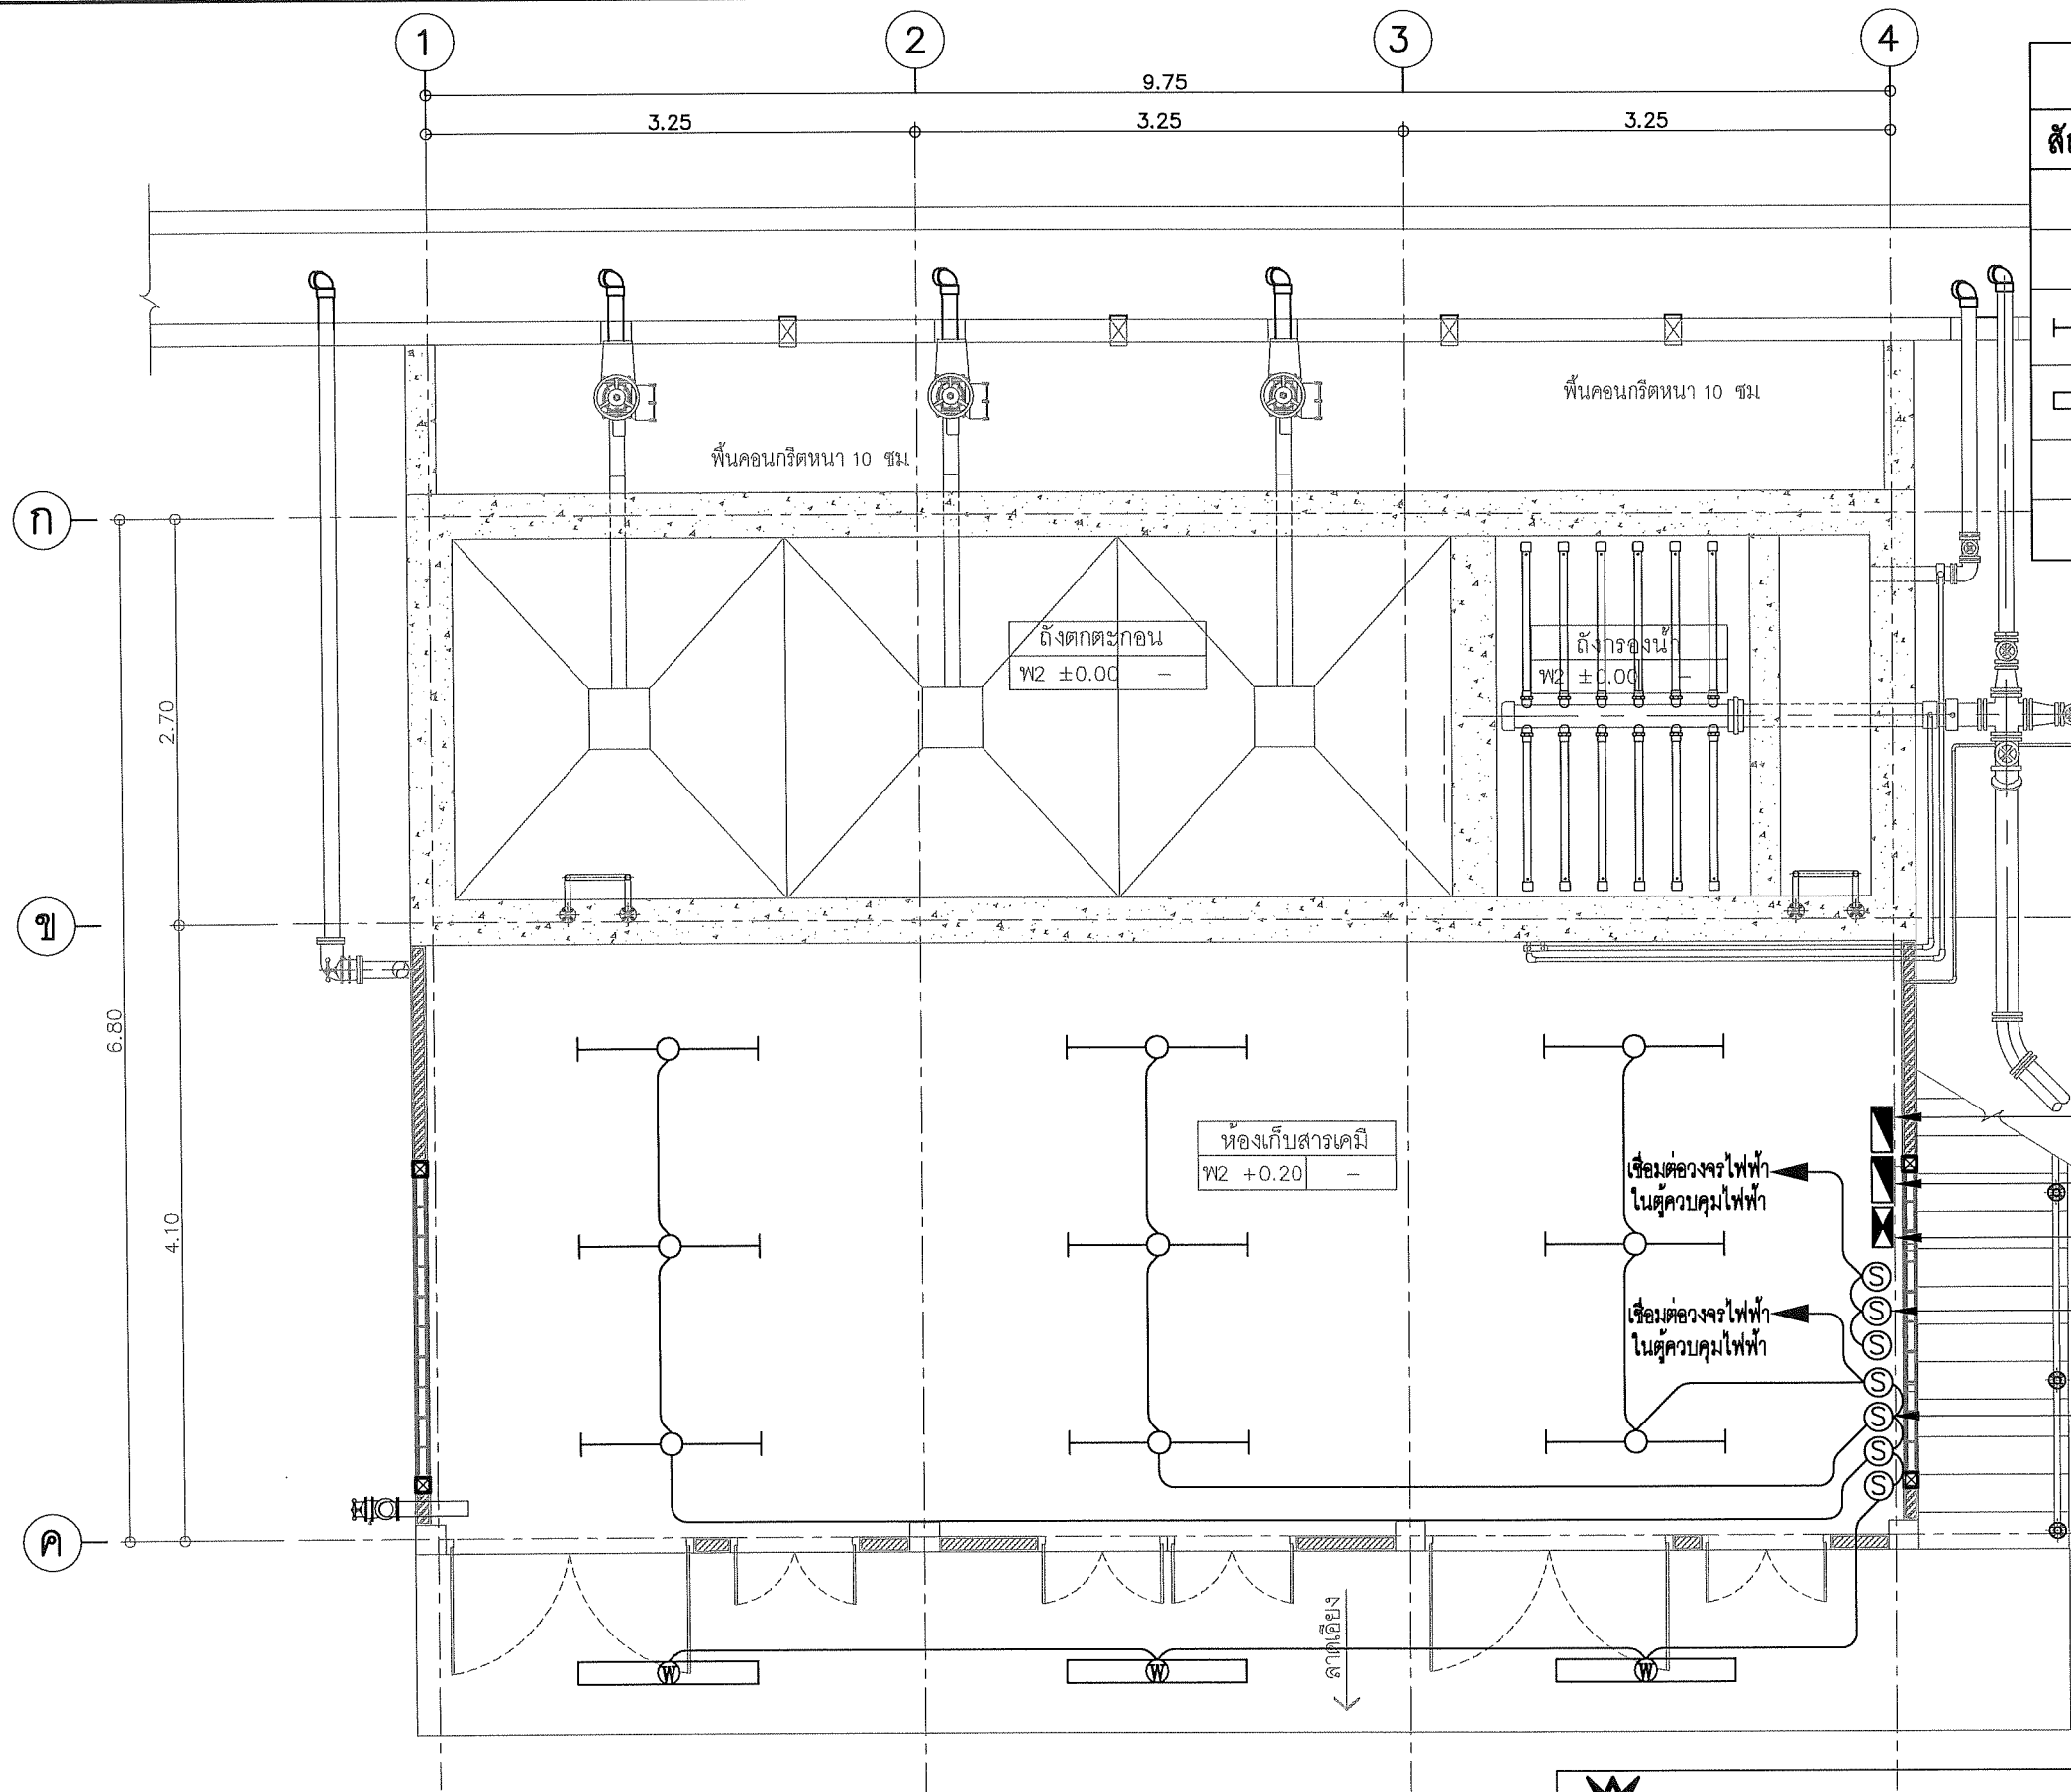 1
2
3
4
9.75
3.25
3.25
3.25
พื้นคอนกรีตหนา 10 ซม.
พื้นคอนกรีตหนา 10 ซม.
ก
ถังตกตะกอน
พ2 ±0.00 –
ถังกรองน้ำ
พ2 ±0.00 –
2.70
ข
6.80
4.10
ห้องเก็บสารเคมี
พ2 +0.20 –
เชื่อมต่อวงจรไฟฟ้า
ในตู้ควบคุมไฟฟ้า
S
S
เชื่อมต่อวงจรไฟฟ้า
ในตู้ควบคุมไฟฟ้า
S
S
S
S
S
ค
ลาดเอียง
W
W
W